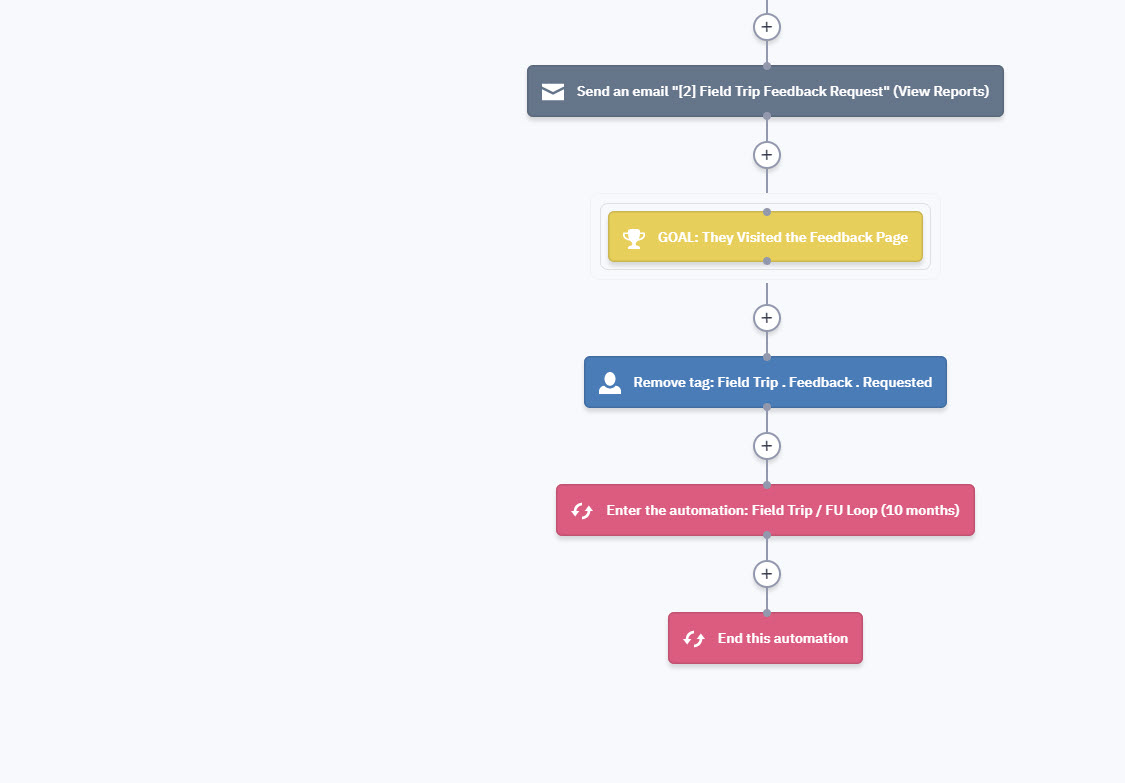 Send an email "[2] Field Trip Feedback Request" (View Reports)
GOAL: They Visited the Feedback Page
Remove tag: Field Trip . Feedback . Requested
Enter the automation: Field Trip / FU Loop (10 months)
End this automation